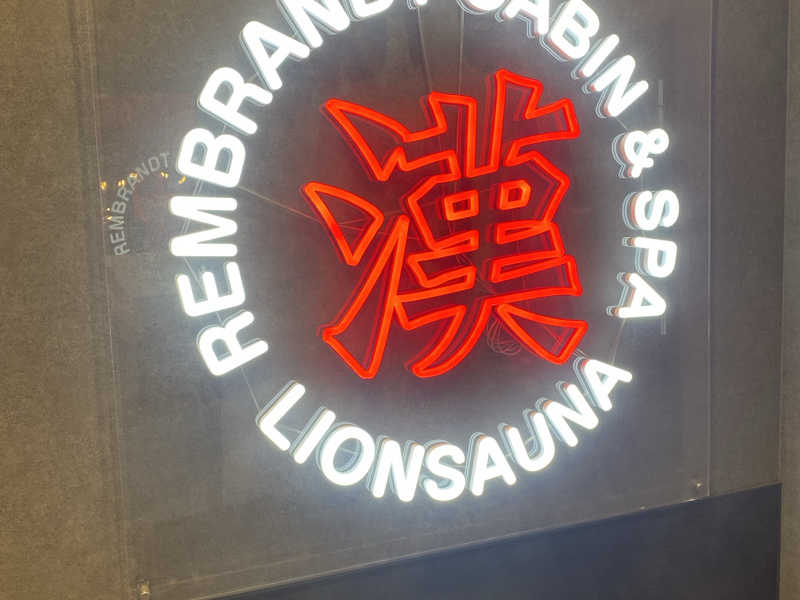 REMBRANDT CABIN & SPA
漢
LIONSAUNA
REMBRANDT